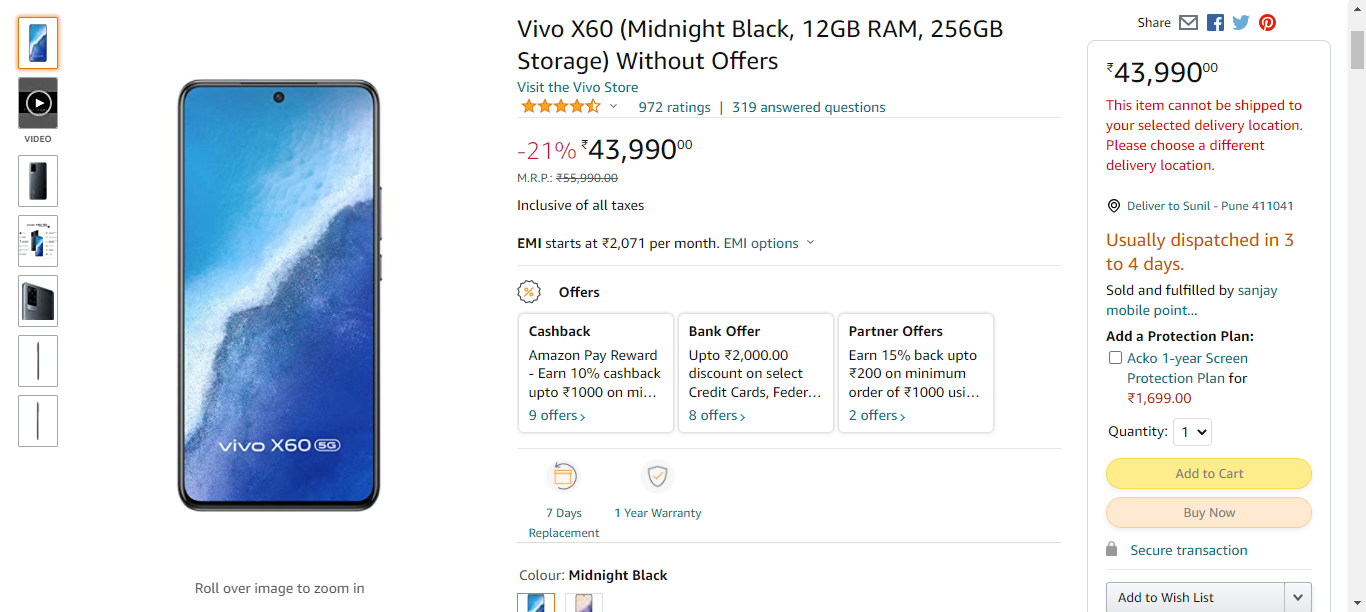 VIDEO
vivo X60 5G
Roll over image to zoom in
Vivo X60 (Midnight Black, 12GB RAM, 256GB
Storage) Without Offers
Visit the Vivo Store
972 ratings | 319 answered questions
-21% ₹43,99000
M.R.P.: ₹55,990.00
Inclusive of all taxes
EMI starts at ₹2,071 per month. EMI options
% Offers
Cashback
Amazon Pay Reward
- Earn 10% cashback
upto ₹1000 on mi…
9 offers ›
Bank Offer
Upto ₹2,000.00
discount on select
Credit Cards, Feder…
8 offers ›
Partner Offers
Earn 15% back upto
₹200 on minimum
order of ₹1000 usi…
2 offers ›
7 Days
Replacement
1 Year Warranty
Colour: Midnight Black
Share
₹43,99000
This item cannot be shipped to
your selected delivery location.
Please choose a different
delivery location.
Deliver to Sunil - Pune 411041
Usually dispatched in 3
to 4 days.
Sold and fulfilled by sanjay
mobile point…
Add a Protection Plan:
Acko 1-year Screen
Protection Plan for
₹1,699.00
Quantity: 1
Add to Cart
Buy Now
Secure transaction
Add to Wish List